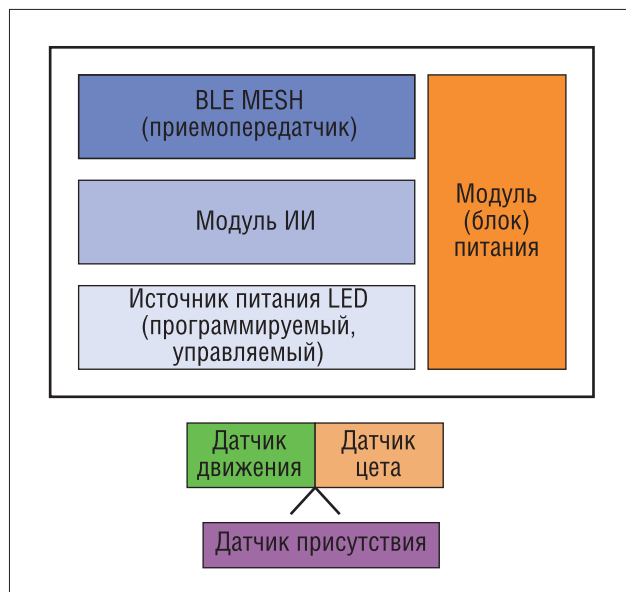 BLE MESH
(приемопередатчик)
Модуль ИИ
Источник питания LED
(программируемый,
управляемый)
Модуль
(блок)
питания
Датчик
движения
Датчик
цета
Датчик присутствия